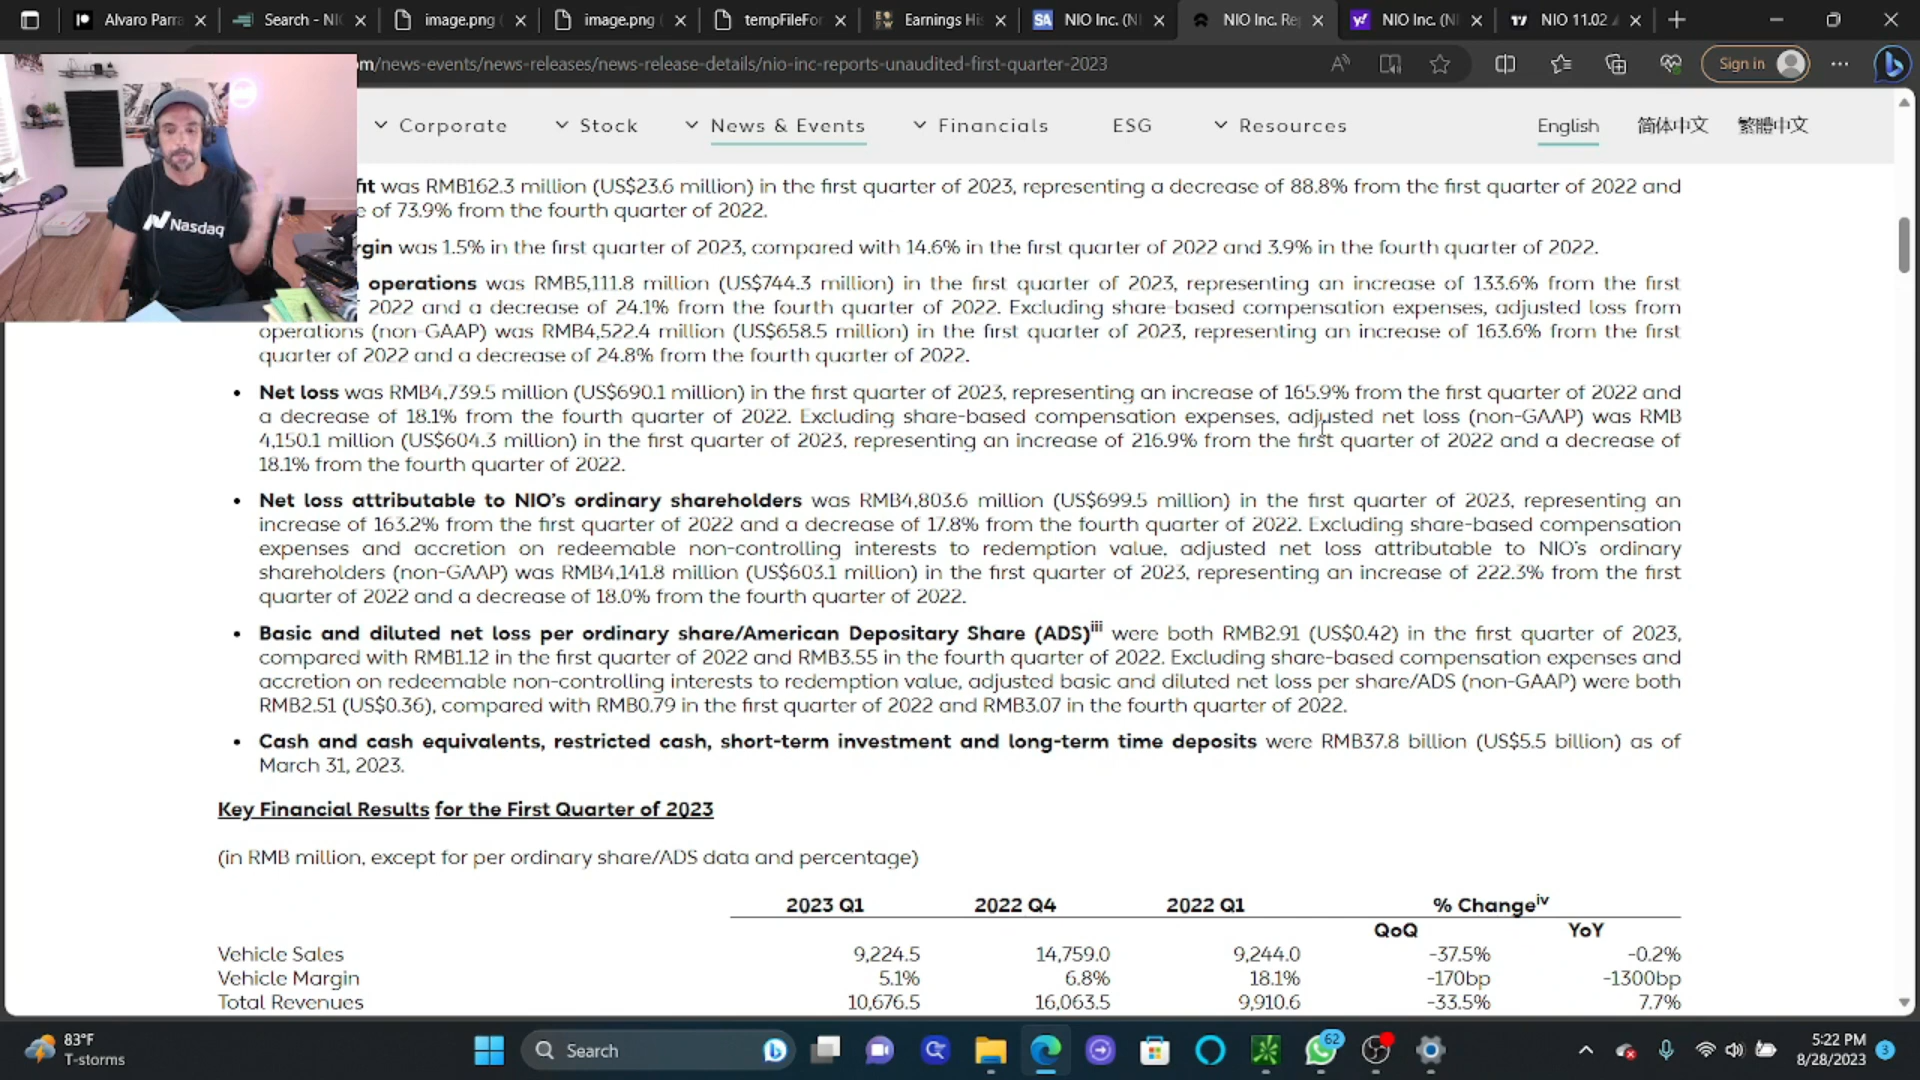 Alvaro Parra
Search - NI
image.png
image.png
tempFileFor
Earnings Hi
SA
NIO Inc. (N
NIO Inc. Re
NIO Inc. (N
NIO 11.02
m/news-events/news-releases/news-release-details/nio-inc-reports-unaudited-first-quarter-2023
Sign in
Corporate
Stock
News & Events
Financials
ESG
Resources
English
简体中文
繁體中文
Nasdaq
fit was RMB162.3 million (US$23.6 million) in the first quarter of 2023, representing a decrease of 88.8% from the first quarter of 2022 and
e of 73.9% from the fourth quarter of 2022.
rgin was 1.5% in the first quarter of 2023, compared with 14.6% in the first quarter of 2022 and 3.9% in the fourth quarter of 2022.
operations was RMB5,111.8 million (US$744.3 million) in the first quarter of 2023, representing an increase of 133.6% from the first
2022 and a decrease of 24.1% from the fourth quarter of 2022. Excluding share-based compensation expenses, adjusted loss from
operations (non-GAAP) was RMB4,522.4 million (US$658.5 million) in the first quarter of 2023, representing an increase of 163.6% from the first
quarter of 2022 and a decrease of 24.8% from the fourth quarter of 2022.
• Net loss was RMB4,739.5 million (US$690.1 million) in the first quarter of 2023, representing an increase of 165.9% from the first quarter of 2022 and
a decrease of 18.1% from the fourth quarter of 2022. Excluding share-based compensation expenses, adjusted net loss (non-GAAP) was RMB
4,150.1 million (US$604.3 million) in the first quarter of 2023, representing an increase of 216.9% from the first quarter of 2022 and a decrease of
18.1% from the fourth quarter of 2022.
• Net loss attributable to NIO's ordinary shareholders was RMB4,803.6 million (US$699.5 million) in the first quarter of 2023, representing an
increase of 163.2% from the first quarter of 2022 and a decrease of 17.8% from the fourth quarter of 2022. Excluding share-based compensation
expenses and accretion on redeemable non-controlling interests to redemption value, adjusted net loss attributable to NIO's ordinary
shareholders (non-GAAP) was RMB4,141.8 million (US$603.1 million) in the first quarter of 2023, representing an increase of 222.3% from the first
quarter of 2022 and a decrease of 18.0% from the fourth quarter of 2022.
• Basic and diluted net loss per ordinary share/American Depositary Share (ADS)iii were both RMB2.91 (US$0.42) in the first quarter of 2023,
compared with RMB1.12 in the first quarter of 2022 and RMB3.55 in the fourth quarter of 2022. Excluding share-based compensation expenses and
accretion on redeemable non-controlling interests to redemption value, adjusted basic and diluted net loss per share/ADS (non-GAAP) were both
RMB2.51 (US$0.36), compared with RMB0.79 in the first quarter of 2022 and RMB3.07 in the fourth quarter of 2022.
• Cash and cash equivalents, restricted cash, short-term investment and long-term time deposits were RMB37.8 billion (US$5.5 billion) as of
March 31, 2023.
Key Financial Results for the First Quarter of 2023
(in RMB million, except for per ordinary share/ADS data and percentage)
2023 Q1 2022 Q4 2022 Q1 % Changeiv
QoQ YoY
Vehicle Sales 9,224.5 14,759.0 9,244.0 -37.5% -0.2%
Vehicle Margin 5.1% 6.8% 18.1% -170bp -1300bp
Total Revenues 10,676.5 16,063.5 9,910.6 -33.5% 7.7%
83°F
T-storms
Search
62
5:22 PM
8/28/2023
3